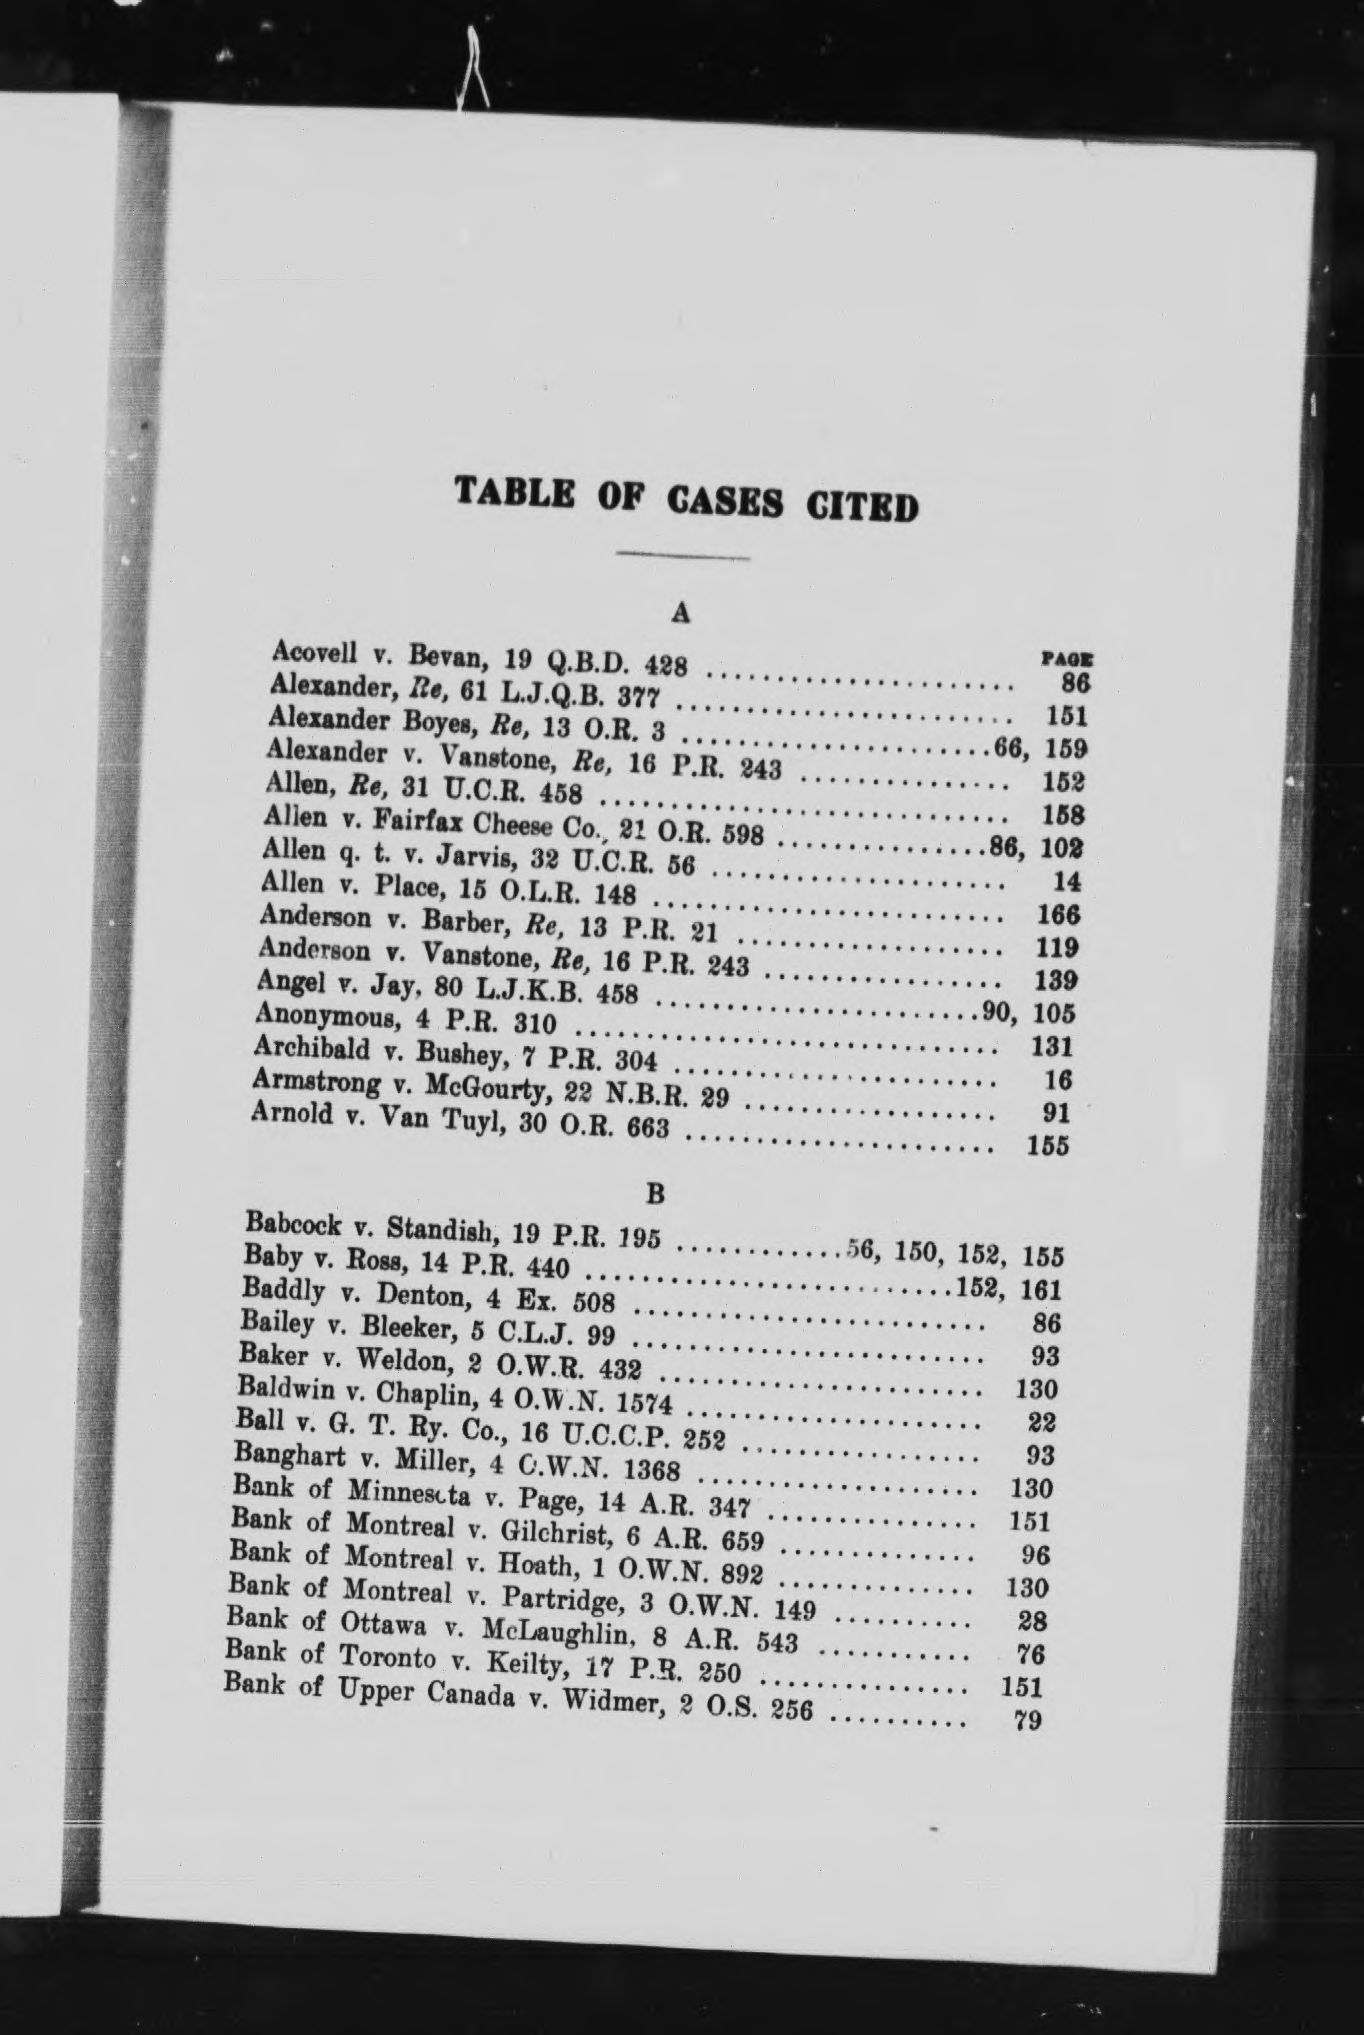 TABLE OF CASES CITED
A
PAGE
Acovell v. Bevan, 19 Q.B.D. 428 ...................... 86
Alexander, Re, 61 L.J.Q.B. 377 ........................ 151
Alexander Boyes, Re, 13 O.R. 3 ......................66, 159
Alexander v. Vanstone, Re, 16 P.R. 243 ............... 152
Allen, Re, 31 U.C.R. 458 ............................. 158
Allen v. Fairfax Cheese Co., 21 O.R. 598 ...............86, 102
Allen q. t. v. Jarvis, 32 U.C.R. 56 ..................... 14
Allen v. Place, 15 O.L.R. 148 ......................... 166
Anderson v. Barber, Re, 13 P.R. 21 ................... 119
Anderson v. Vanstone, Re, 16 P.R. 243 ................. 139
Angel v. Jay, 80 L.J.K.B. 458 .......................90, 105
Anonymous, 4 P.R. 310 .............................. 131
Archibald v. Bushey, 7 P.R. 304 ....................... 16
Armstrong v. McGourty, 22 N.B.R. 29 .................. 91
Arnold v. Van Tuyl, 30 O.R. 663 ...................... 155
B
Babcock v. Standish, 19 P.R. 195 ............56, 150, 152, 155
Baby v. Ross, 14 P.R. 440 ..........................152, 161
Baddly v. Denton, 4 Ex. 508 ......................... 86
Bailey v. Bleeker, 5 C.L.J. 99 ......................... 93
Baker v. Weldon, 2 O.W.R. 432 ....................... 130
Baldwin v. Chaplin, 4 O.W.N. 1574 ..................... 22
Ball v. G. T. Ry. Co., 16 U.C.C.P. 252 ................. 93
Banghart v. Miller, 4 O.W.N. 1368 .................... 130
Bank of Minnesota v. Page, 14 A.R. 347 ............... 151
Bank of Montreal v. Gilchrist, 6 A.R. 659 .............. 96
Bank of Montreal v. Hoath, 1 O.W.N. 892 .............. 130
Bank of Montreal v. Partridge, 3 O.W.N. 149 .......... 28
Bank of Ottawa v. McLaughlin, 8 A.R. 543 ........... 76
Bank of Toronto v. Keilty, 17 P.R. 250 ............... 151
Bank of Upper Canada v. Widmer, 2 O.S. 256 .......... 79